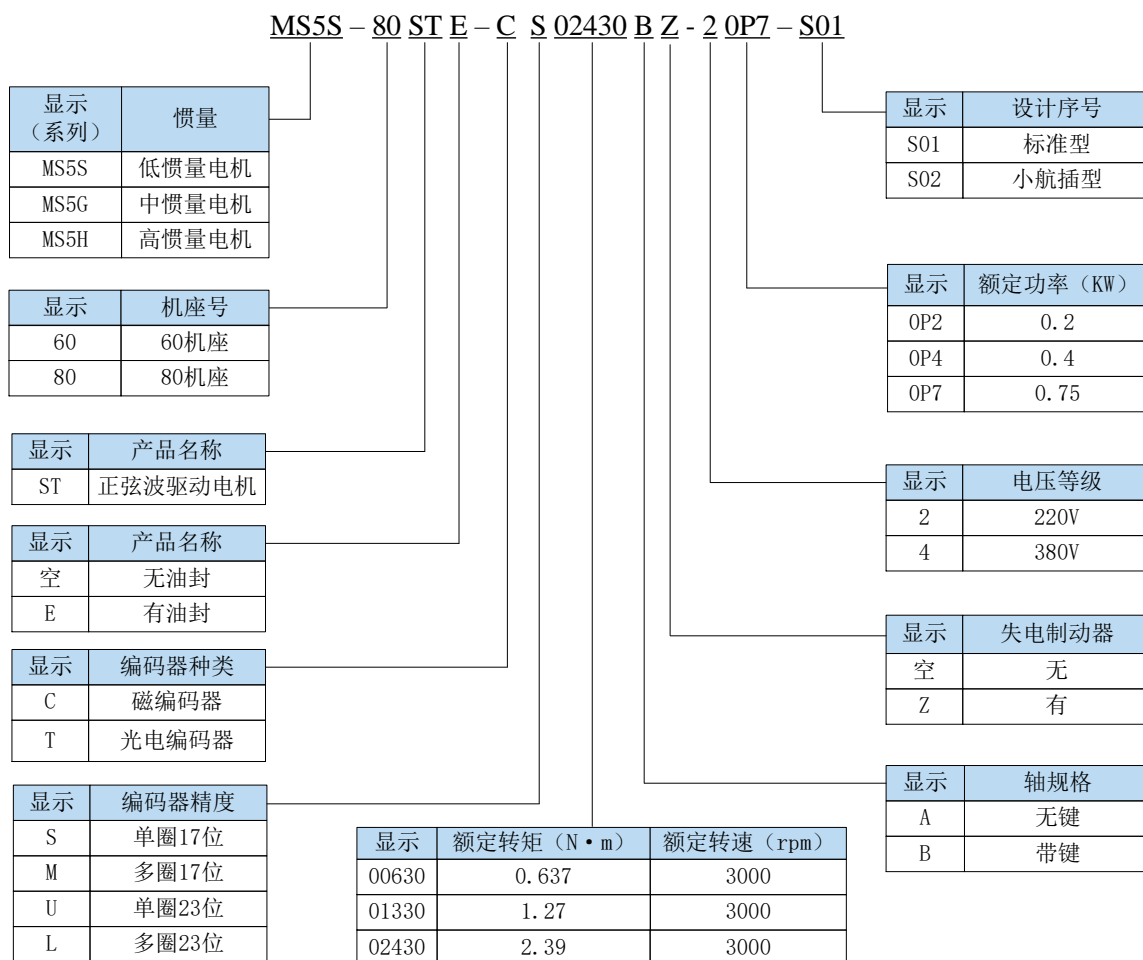 MS5S – 80 ST E – C S 02430 B Z - 2 0P7 – S01
显示（系列） 惯量
MS5S 低惯量电机
MS5G 中惯量电机
MS5H 高惯量电机
显示 机座号
60 60机座
80 80机座
显示 产品名称
ST 正弦波驱动电机
显示 产品名称
空 无油封
E 有油封
显示 编码器种类
C 磁编码器
T 光电编码器
显示 编码器精度
S 单圈17位
M 多圈17位
U 单圈23位
L 多圈23位
显示 额定转矩（N•m） 额定转速（rpm）
00630 0.637 3000
01330 1.27 3000
02430 2.39 3000
显示 设计序号
S01 标准型
S02 小航插型
显示 额定功率（KW）
0P2 0.2
0P4 0.4
0P7 0.75
显示 电压等级
2 220V
4 380V
显示 失电制动器
空 无
Z 有
显示 轴规格
A 无键
B 带键